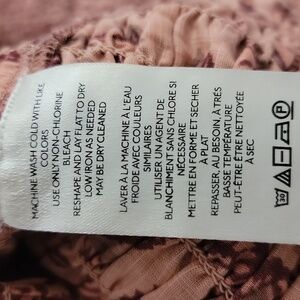 MACHINE WASH COLD WITH LIKE
COLORS
USE ONLY NON-CHLORINE
BLEACH
RESHAPE AND LAY FLAT TO DRY
LOW IRON AS NEEDED
MAY BE DRY CLEANED
LAVER À LA MACHINE À L'EAU
FROIDE AVEC COULEURS
SIMILAIRES
UTILISER UN AGENT DE
BLANCHIMENT SANS CHLORE SI
NÉCESSAIRE
METTRE EN FORME ET SÉCHER
À PLAT
REPASSER, AU BESOIN, À TRÈS
BASSE TEMPÉRATURE
PEUT-ÊTRE ÊTRE NETTOYÉE
À SEC